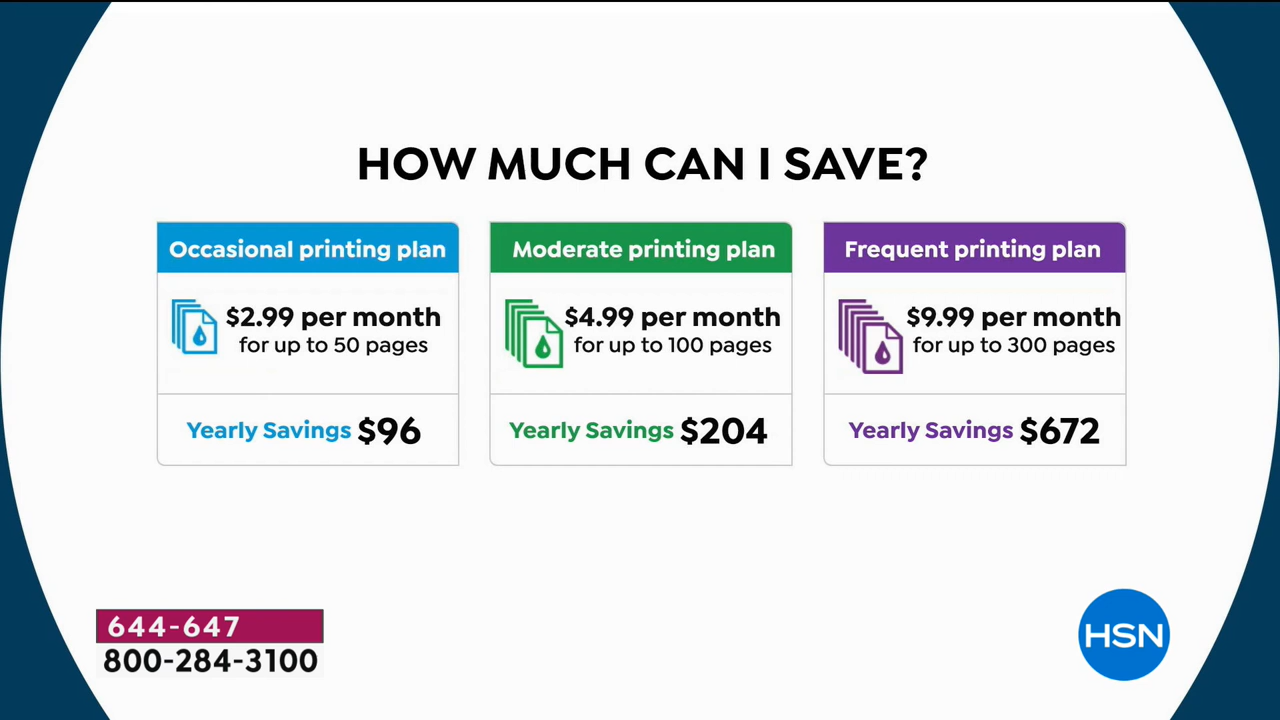 HOW MUCH CAN I SAVE?
Occasional printing plan
$2.99 per month
for up to 50 pages
Yearly Savings $96
Moderate printing plan
$4.99 per month
for up to 100 pages
Yearly Savings $204
Frequent printing plan
$9.99 per month
for up to 300 pages
Yearly Savings $672
644-647
800-284-3100
HSN